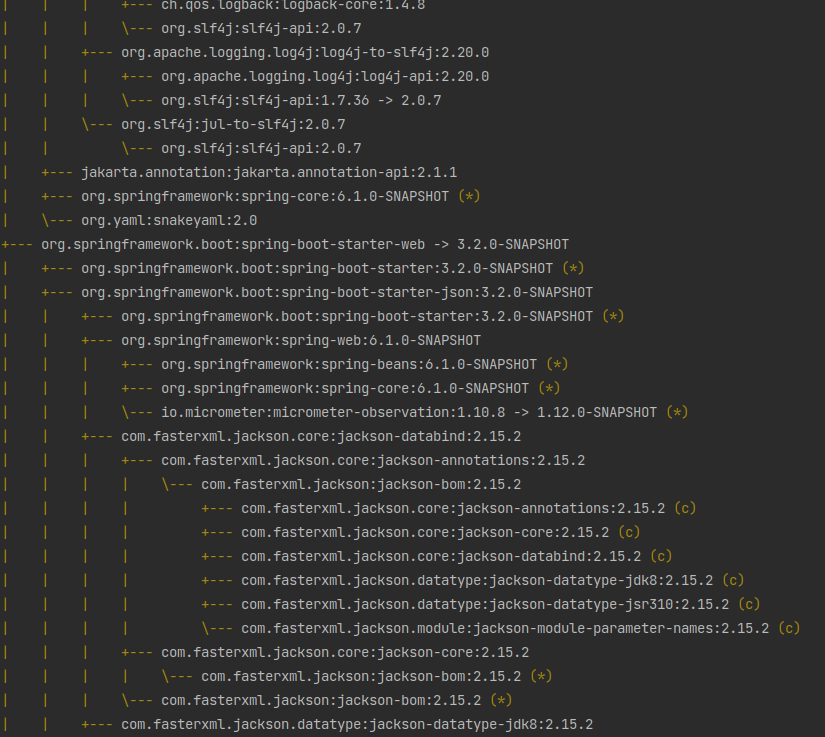 |    |    |    +--- ch.qos.logback:logback-core:1.4.8
|    |    |    \--- org.slf4j:slf4j-api:2.0.7
|    |    +--- org.apache.logging.log4j:log4j-to-slf4j:2.20.0
|    |    |    +--- org.apache.logging.log4j:log4j-api:2.20.0
|    |    |    \--- org.slf4j:slf4j-api:1.7.36 -> 2.0.7
|    |    \--- org.slf4j:jul-to-slf4j:2.0.7
|    |         \--- org.slf4j:slf4j-api:2.0.7
|    +--- jakarta.annotation:jakarta.annotation-api:2.1.1
|    +--- org.springframework:spring-core:6.1.0-SNAPSHOT (*)
|    \--- org.yaml:snakeyaml:2.0
+--- org.springframework.boot:spring-boot-starter-web -> 3.2.0-SNAPSHOT
|    +--- org.springframework.boot:spring-boot-starter:3.2.0-SNAPSHOT (*)
|    +--- org.springframework.boot:spring-boot-starter-json:3.2.0-SNAPSHOT
|    |    +--- org.springframework.boot:spring-boot-starter:3.2.0-SNAPSHOT (*)
|    |    +--- org.springframework:spring-web:6.1.0-SNAPSHOT
|    |    |    +--- org.springframework:spring-beans:6.1.0-SNAPSHOT (*)
|    |    |    +--- org.springframework:spring-core:6.1.0-SNAPSHOT (*)
|    |    |    \--- io.micrometer:micrometer-observation:1.10.8 -> 1.12.0-SNAPSHOT (*)
|    |    +--- com.fasterxml.jackson.core:jackson-databind:2.15.2
|    |    |    +--- com.fasterxml.jackson.core:jackson-annotations:2.15.2
|    |    |    |    \--- com.fasterxml.jackson:jackson-bom:2.15.2
|    |    |    |         +--- com.fasterxml.jackson.core:jackson-annotations:2.15.2 (c)
|    |    |    |         +--- com.fasterxml.jackson.core:jackson-core:2.15.2 (c)
|    |    |    |         +--- com.fasterxml.jackson.core:jackson-databind:2.15.2 (c)
|    |    |    |         +--- com.fasterxml.jackson.datatype:jackson-datatype-jdk8:2.15.2 (c)
|    |    |    |         +--- com.fasterxml.jackson.datatype:jackson-datatype-jsr310:2.15.2 (c)
|    |    |    |         \--- com.fasterxml.jackson.module:jackson-module-parameter-names:2.15.2 (c)
|    |    |    +--- com.fasterxml.jackson.core:jackson-core:2.15.2
|    |    |    |    \--- com.fasterxml.jackson:jackson-bom:2.15.2 (*)
|    |    |    \--- com.fasterxml.jackson:jackson-bom:2.15.2 (*)
|    |    +--- com.fasterxml.jackson.datatype:jackson-datatype-jdk8:2.15.2